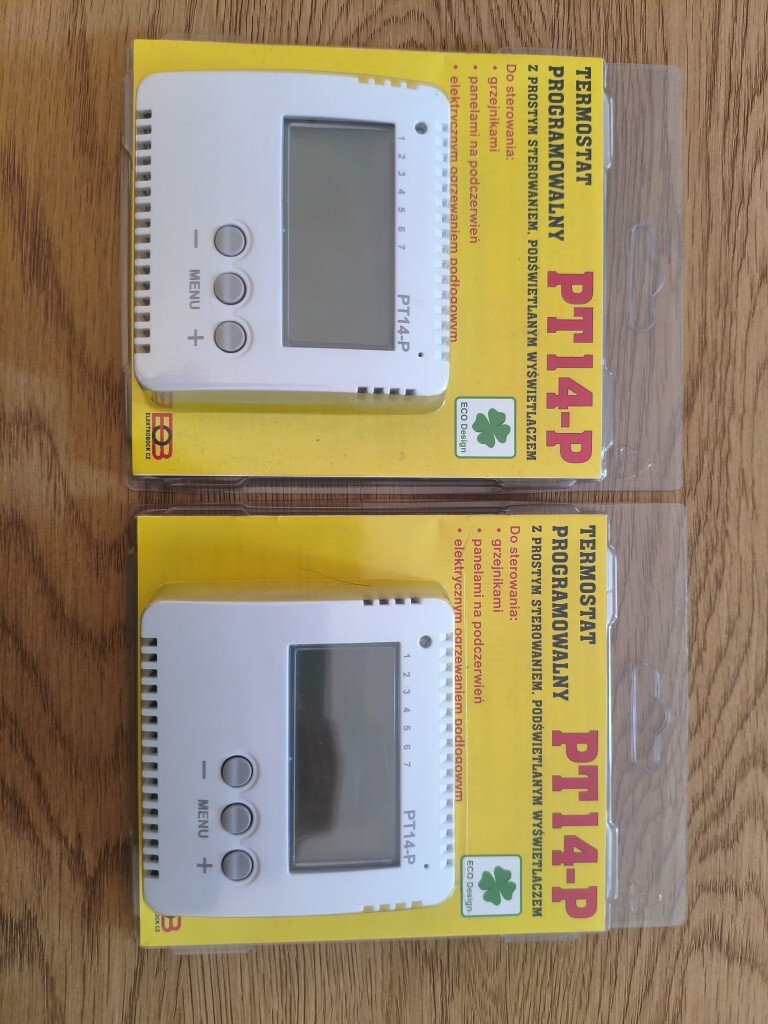 TERMOSTAT
PROGRAMOWALNY PT14-P
Z PROSTYM STEROWANIEM, PODŚWIETLANYM WYŚWIETLACZEM
Do sterowania:
• grzejnikami
• panelami na podczerwień
• elektrycznym ogrzewaniem podłogowym
1 2 3 4 5 6 7 PT14-P
− MENU +
ECO Design
ELEKTROBOCK CZ
TERMOSTAT
PROGRAMOWALNY PT14-P
Z PROSTYM STEROWANIEM, PODŚWIETLANYM WYŚWIETLACZEM
Do sterowania:
• grzejnikami
• panelami na podczerwień
• elektrycznym ogrzewaniem podłogowym
1 2 3 4 5 6 7 PT14-P
− MENU +
ECO Design